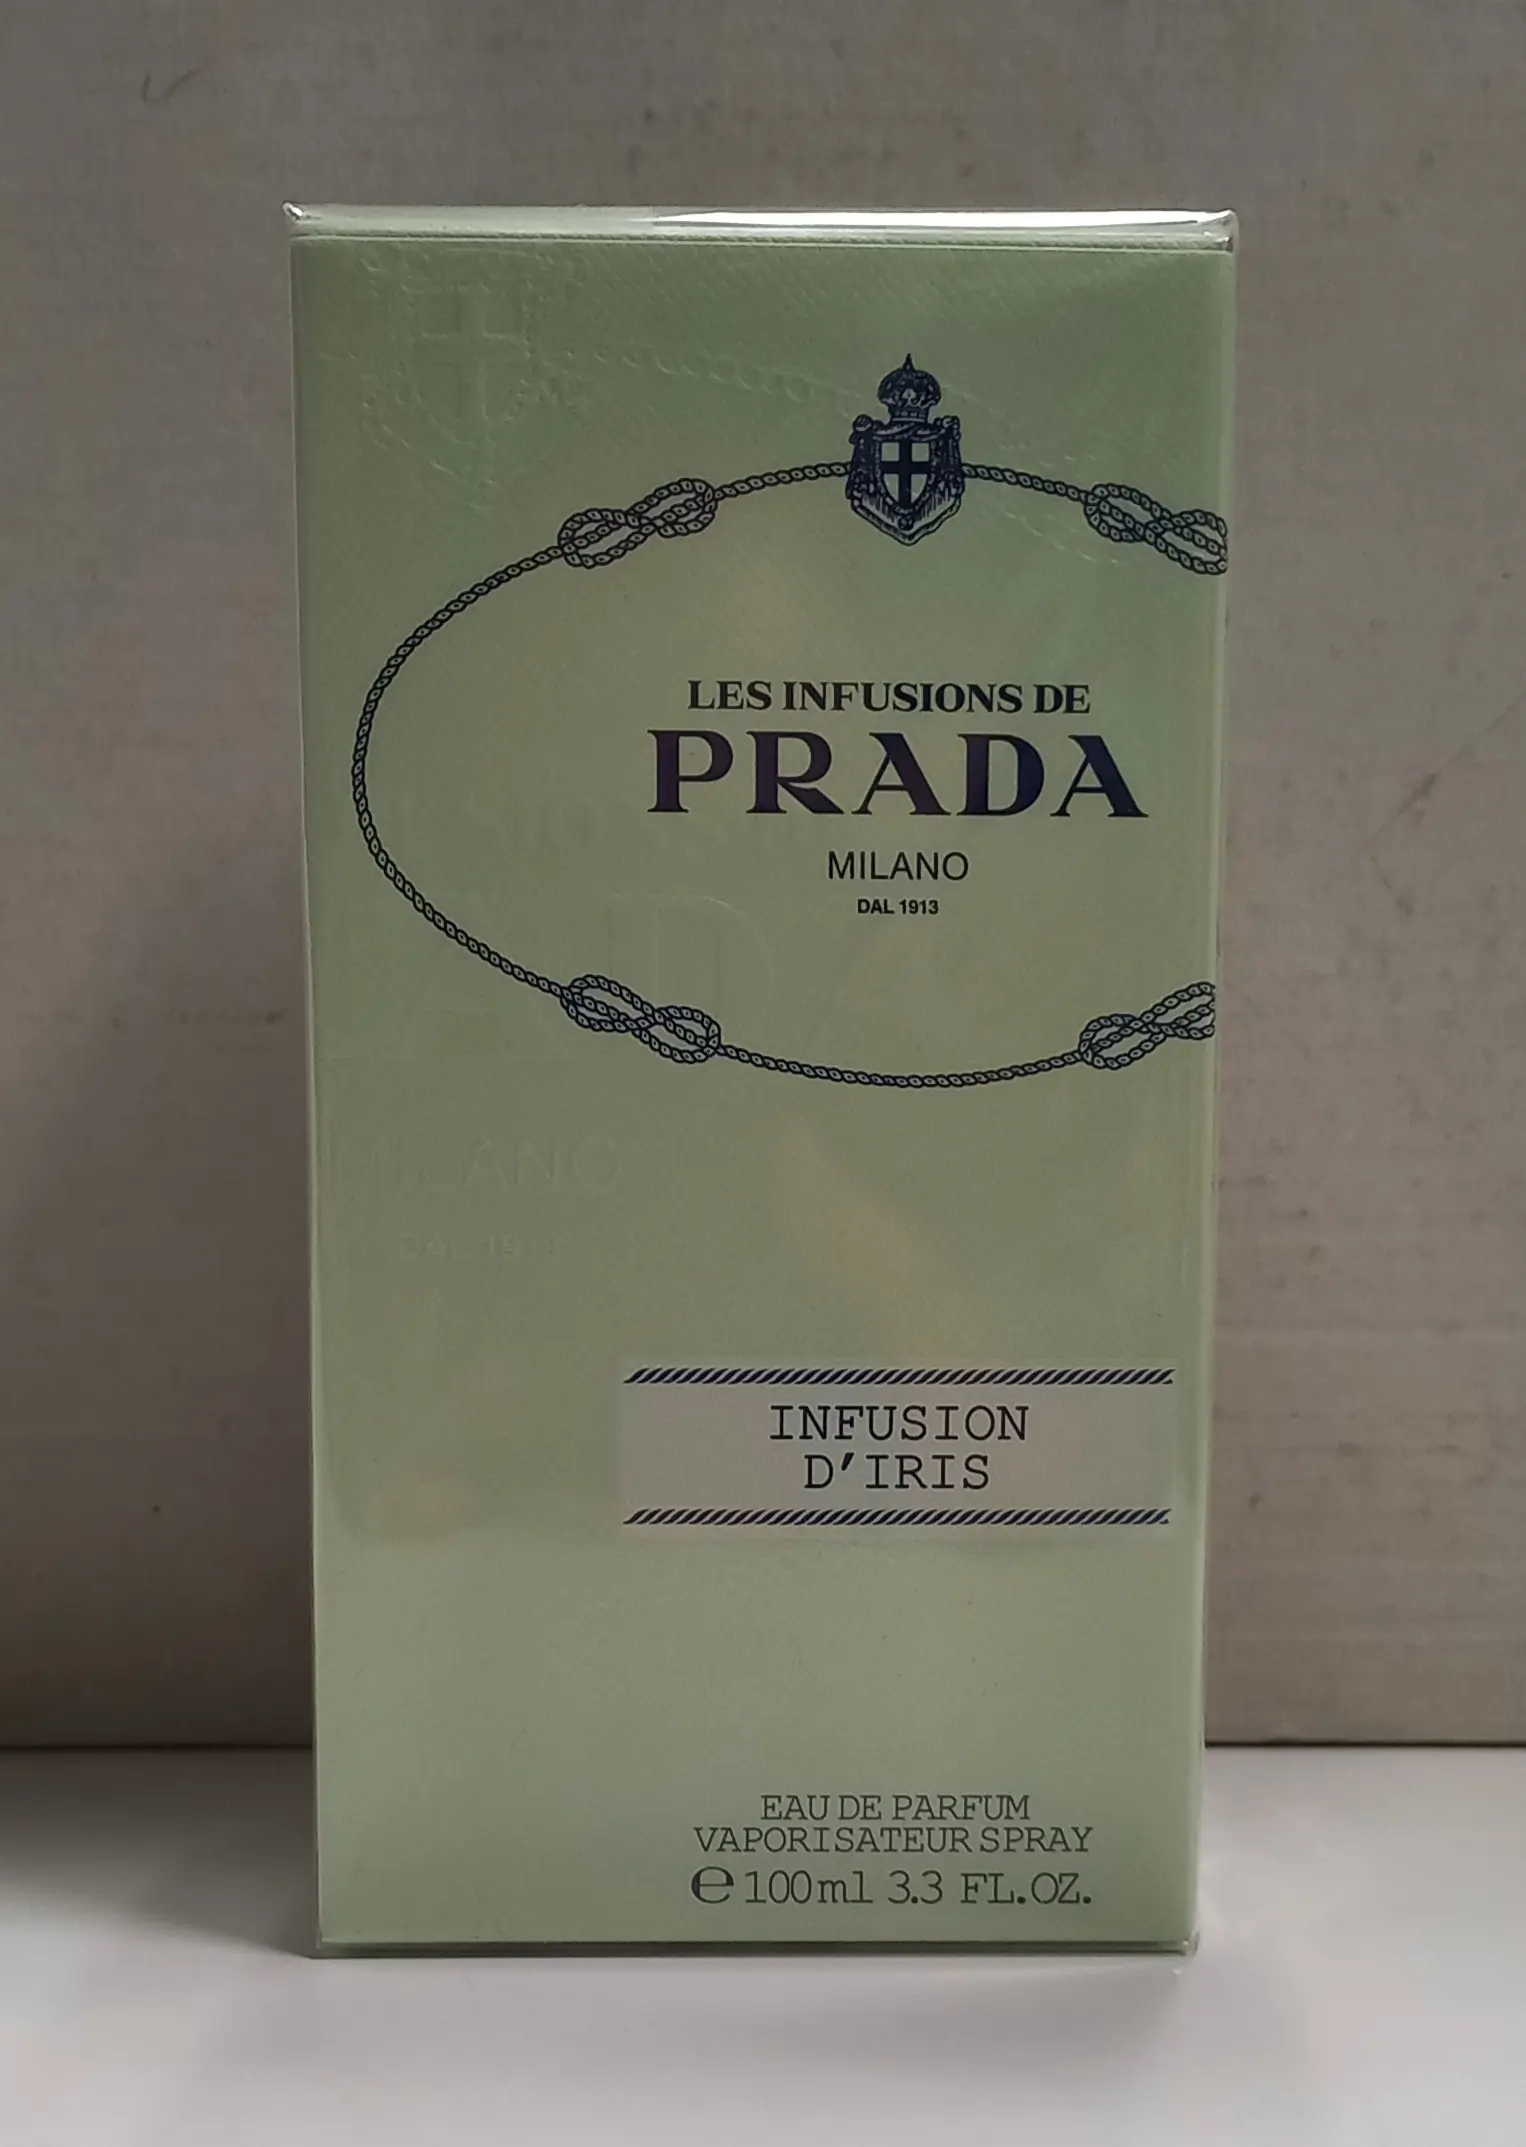 LES INFUSIONS DE
PRADA
MILANO
DAL 1913
MILANO
INFUSION
D'IRIS
EAU DE PARFUM
VAPORISATEUR SPRAY
℮ 100ml 3.3 FL.OZ.